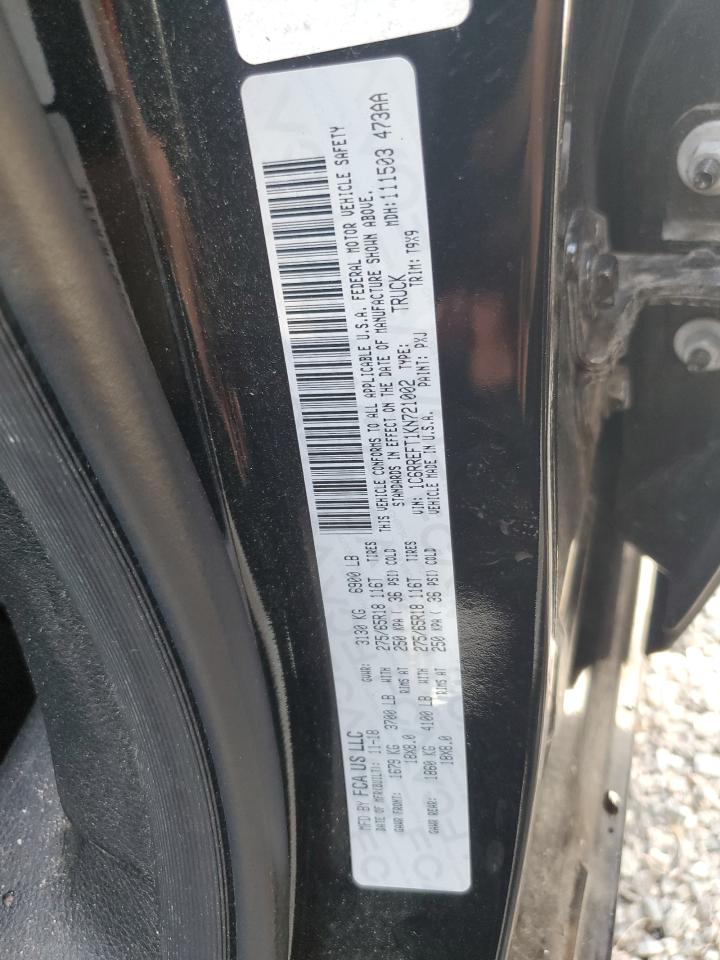 MFD BY FCA US LLC
DATE OF MFR(BUILT): 11-18 GVWR: 3130 KG 6900 LB
GAWR FRONT: 1679 KG 3700 LB WITH 275/65R18 116T TIRES
18X8.0 RIMS AT 250 KPA ( 36 PSI) COLD
GAWR REAR: 1860 KG 4100 LB WITH 275/65R18 116T TIRES
18X8.0 RIMS AT 250 KPA ( 36 PSI) COLD
THIS VEHICLE CONFORMS TO ALL APPLICABLE U.S.A. FEDERAL MOTOR VEHICLE SAFETY
STANDARDS IN EFFECT ON THE DATE OF MANUFACTURE SHOWN ABOVE.
VIN: 1C6RREFT1KN721002 TYPE: TRUCK MDH:111503 473AA
VEHICLE MADE IN U.S.A. PAINT: PXJ TRIM: T9X9